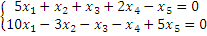 5x₁ + x₂ + x₃ + 2x₄ − x₅ = 0
10x₁ − 3x₂ − x₃ − x₄ + 5x₅ = 0